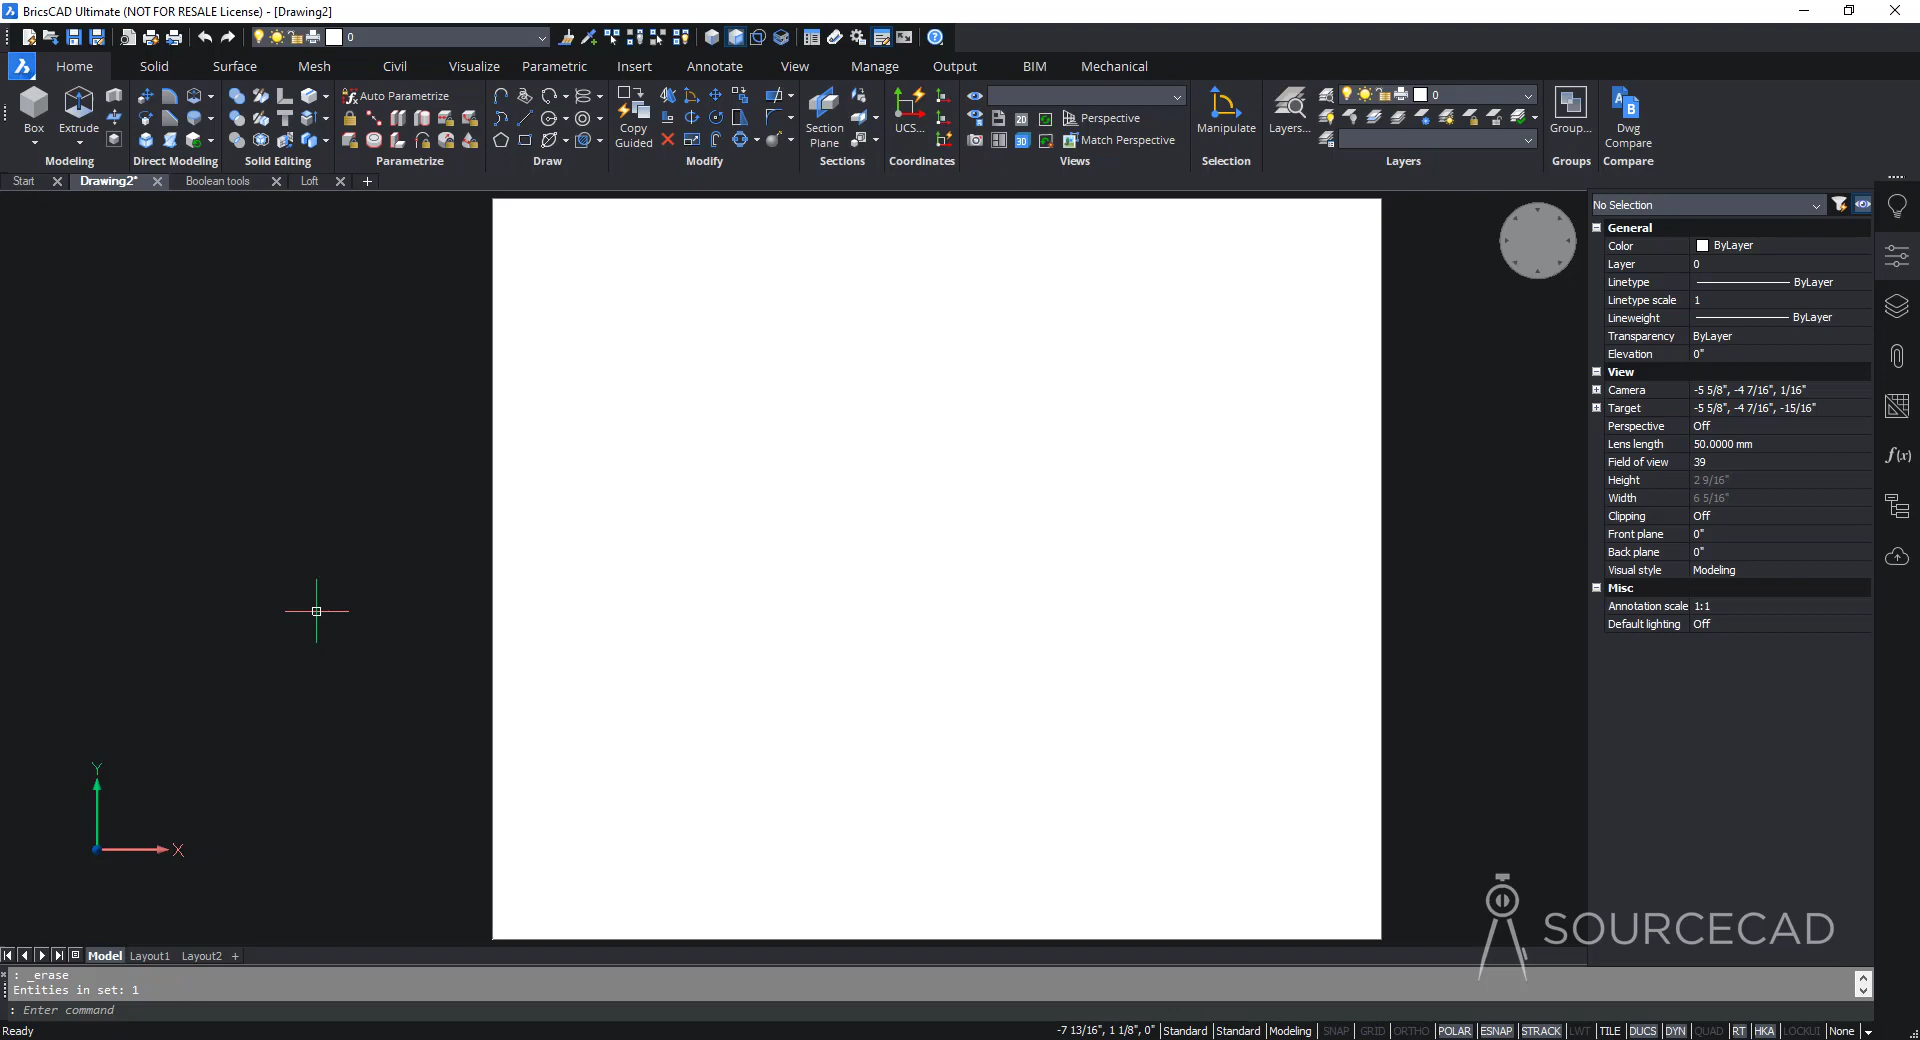 BricsCAD Ultimate (NOT FOR RESALE License) - [Drawing2]
0
Home Solid Surface Mesh Civil Visualize Parametric Insert Annotate View Manage Output BIM Mechanical
Auto Parametrize
0
Perspective
Box Extrude Copy Guided Section Plane UCS... Manipulate Layers... Group... Dwg Compare
2D
3D
Match Perspective
Modeling Direct Modeling Solid Editing Parametrize Draw Modify Sections Coordinates Views Selection Layers Groups Compare
Start Drawing2* Boolean tools Loft +
No Selection
General
Color ByLayer
Layer 0
Linetype ByLayer
Linetype scale 1
Lineweight ByLayer
Transparency ByLayer
Elevation 0"
View
Camera -5 5/8", -4 7/16", 1/16"
Target -5 5/8", -4 7/16", -15/16"
Perspective Off
Lens length 50.0000 mm
Field of view 39
Height 2 9/16"
Width 6 5/16"
Clipping Off
Front plane 0"
Back plane 0"
Visual style Modeling
Misc
Annotation scale 1:1
Default lighting Off
f(x)
Y
X
SOURCECAD
Model Layout1 Layout2 +
: _erase
Entities in set: 1
: Enter command
Ready
-7 13/16", 1 1/8", 0" Standard Standard Modeling SNAP GRID ORTHO POLAR ESNAP STRACK LWT TILE DUCS DYN QUAD RT HKA LOCKUI None